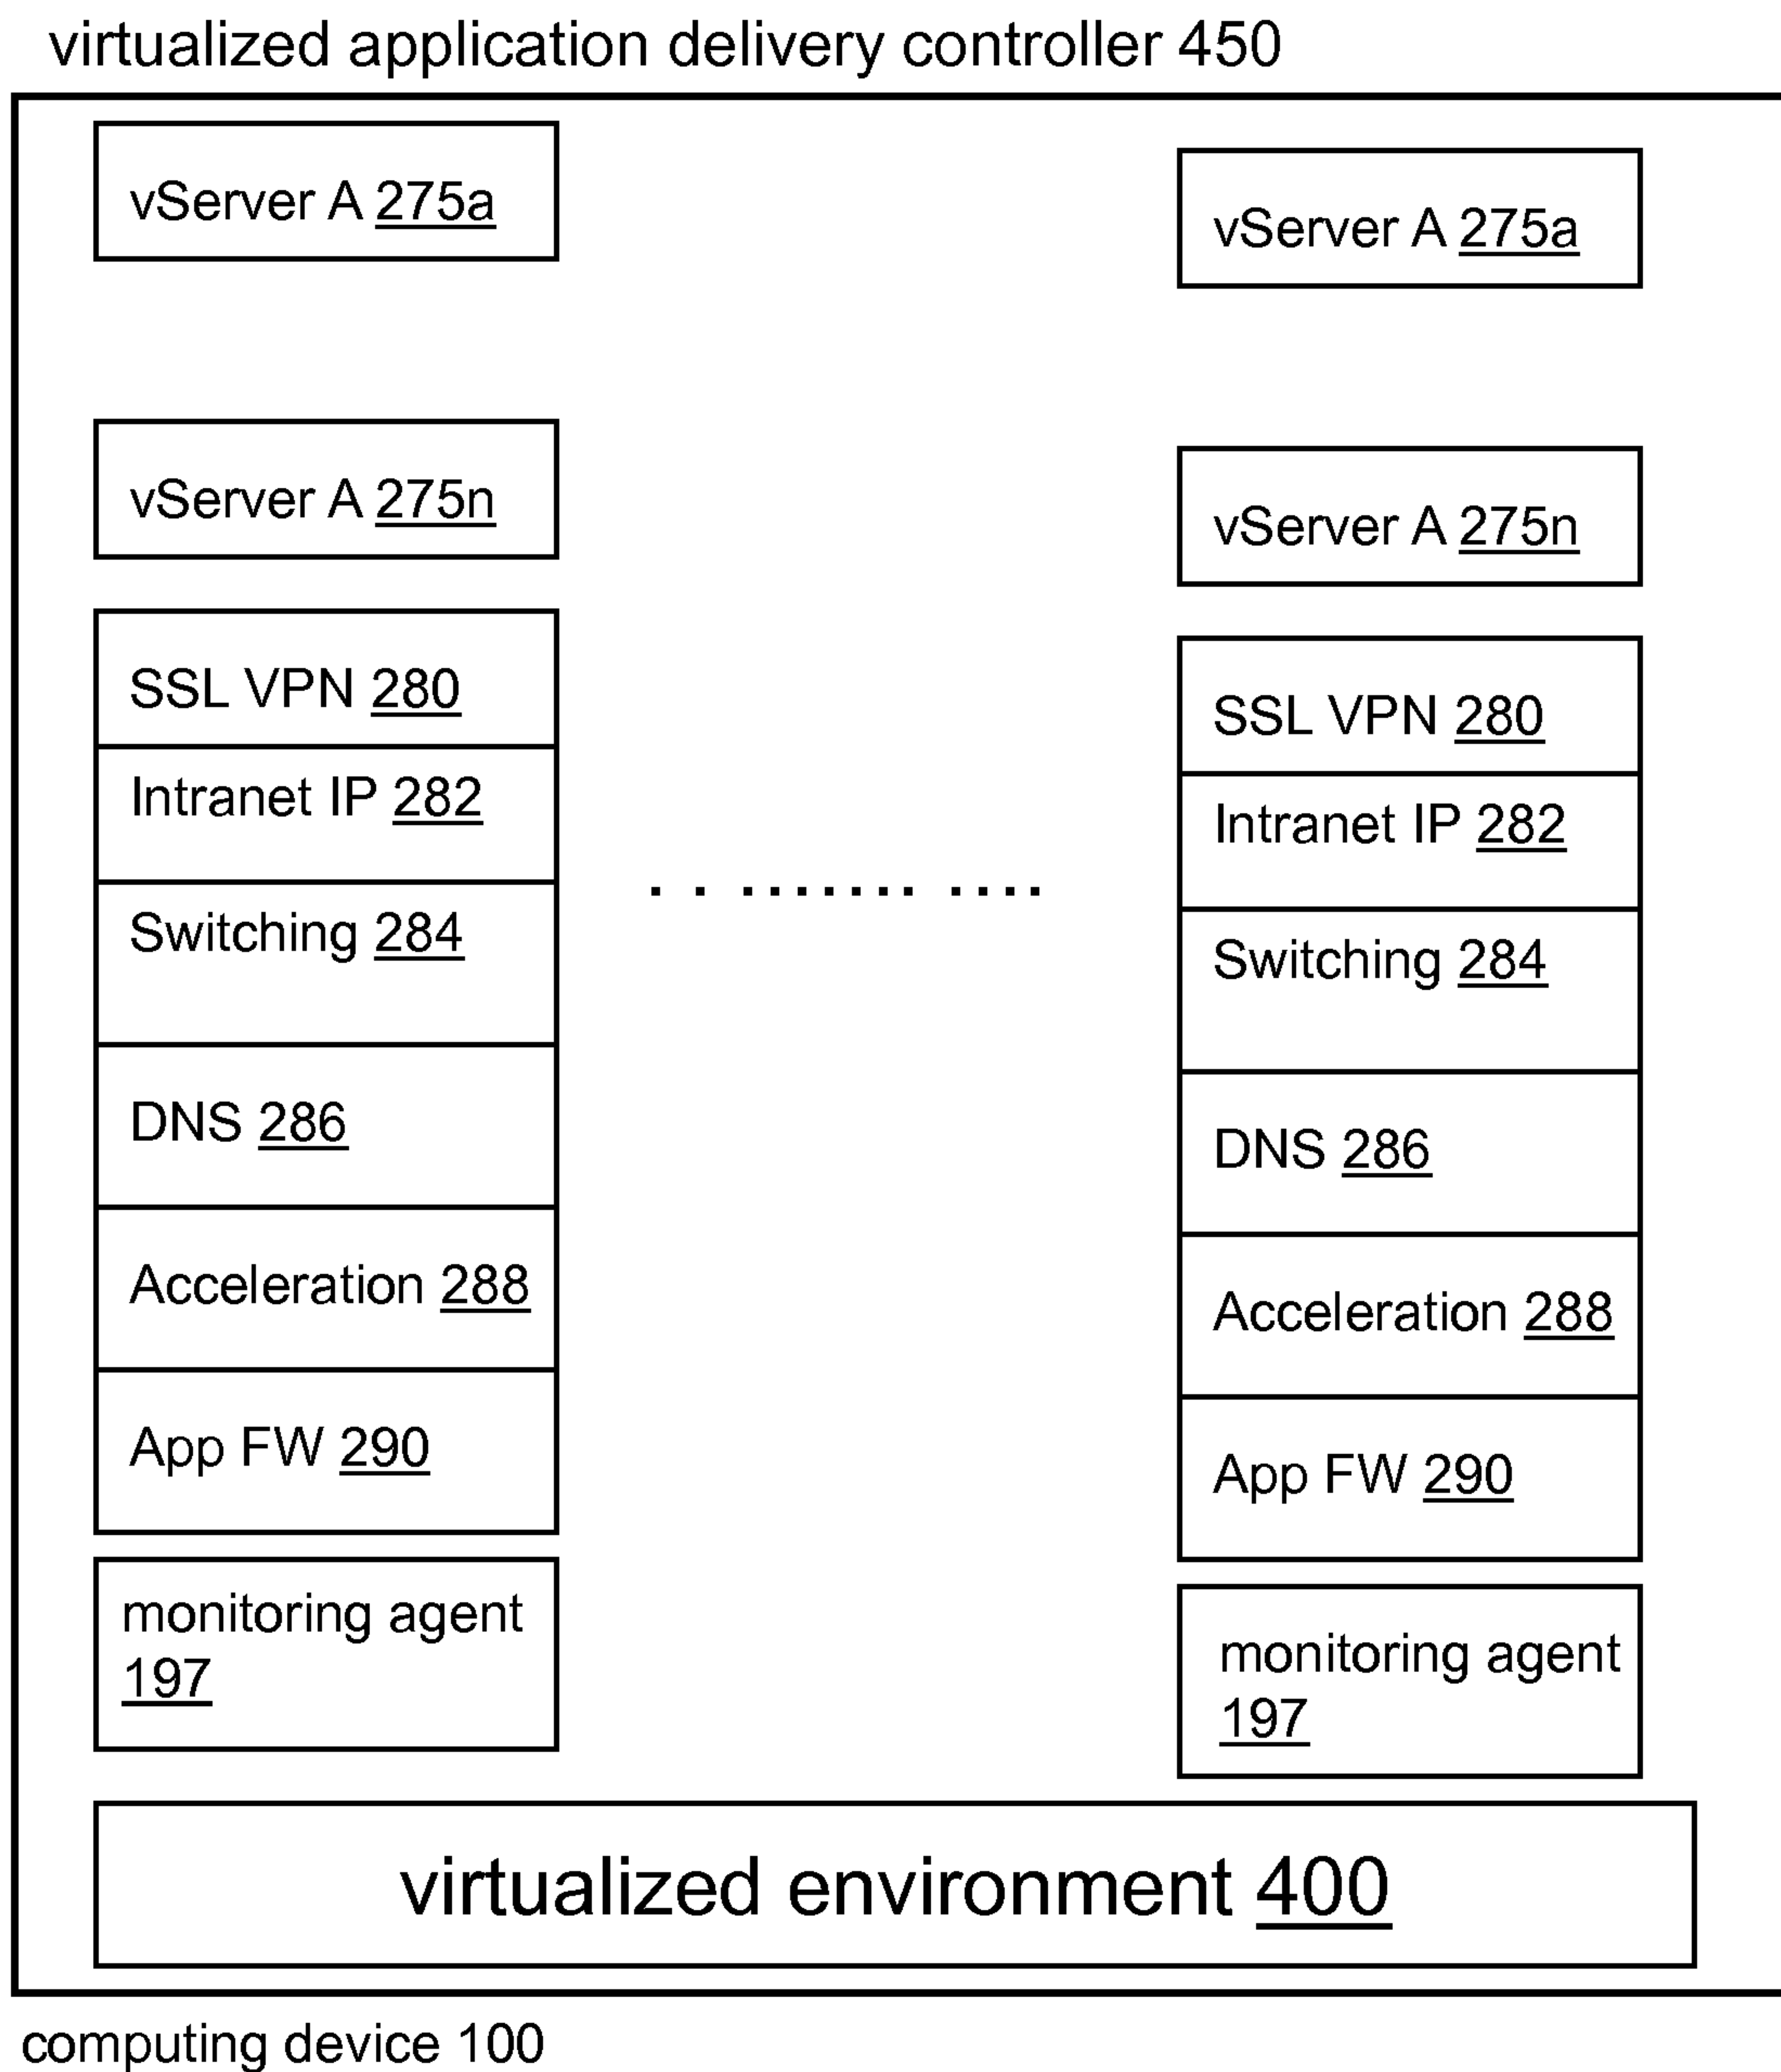 virtualized application delivery controller 450
vServer A 275a
vServer A 275n
SSL VPN 280
Intranet IP 282
Switching 284
DNS 286
Acceleration 288
App FW 290
monitoring agent
197
vServer A 275a
vServer A 275n
SSL VPN 280
Intranet IP 282
Switching 284
DNS 286
Acceleration 288
App FW 290
monitoring agent
197
virtualized environment 400
computing device 100